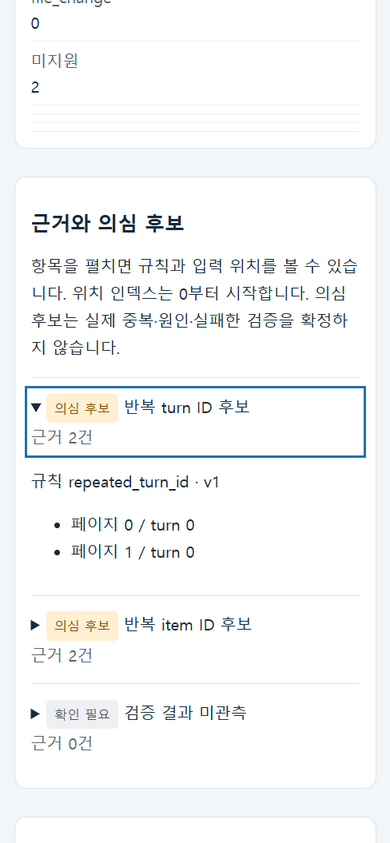 file_change
0
미지원
2
근거와 의심 후보
항목을 펼치면 규칙과 입력 위치를 볼 수 있습
니다. 위치 인덱스는 0부터 시작합니다. 의심
후보는 실제 중복·원인·실패한 검증을 확정하
지 않습니다.
▼ 의심 후보 반복 turn ID 후보
근거 2건
규칙 repeated_turn_id · v1
• 페이지 0 / turn 0
• 페이지 1 / turn 0
▶ 의심 후보 반복 item ID 후보
근거 2건
▶ 확인 필요 검증 결과 미관측
근거 0건